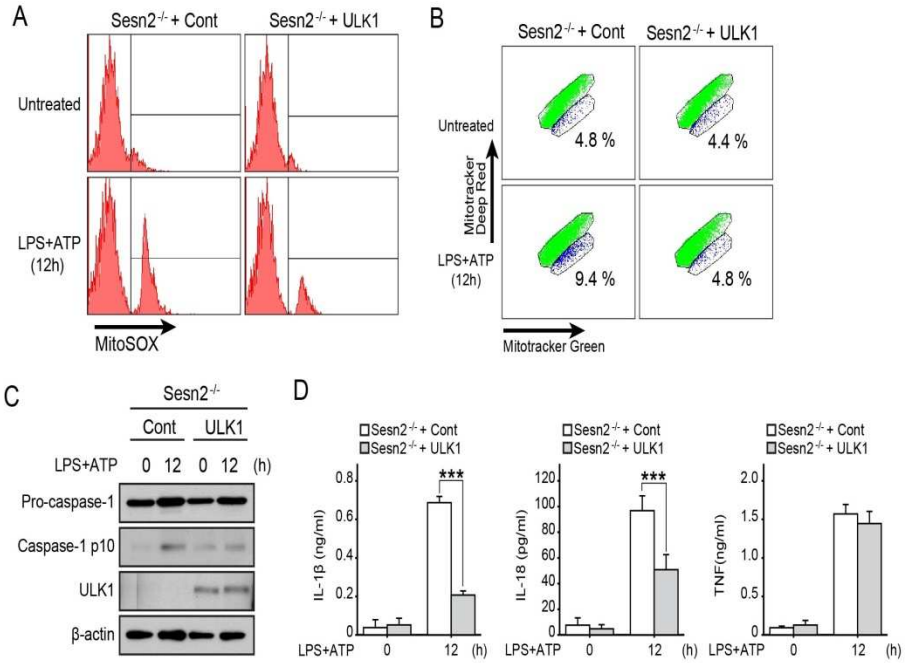 A
Sesn2-/- + Cont
Sesn2-/- + ULK1
Untreated
LPS+ATP
(12h)
MitoSOX
B
Sesn2-/- + Cont
Sesn2-/- + ULK1
Untreated
4.8 %
4.4 %
Mitotracker
Deep Red
LPS+ATP
(12h)
9.4 %
4.8 %
Mitotracker Green
C
Sesn2-/-
Cont
ULK1
LPS+ATP 0 12 0 12 (h)
Pro-caspase-1
Caspase-1 p10
ULK1
β-actin
D
Sesn2-/- + Cont
Sesn2-/- + ULK1
IL-1β (ng/ml)
0.8
0.6
0.4
0.2
0
***
LPS+ATP 0 12 (h)
Sesn2-/- + Cont
Sesn2-/- + ULK1
IL-18 (pg/ml)
120
100
80
60
40
20
0
***
LPS+ATP 0 12 (h)
Sesn2-/- + Cont
Sesn2-/- + ULK1
TNF(ng/ml)
2.0
1.5
1.0
0.5
0
LPS+ATP 0 12 (h)